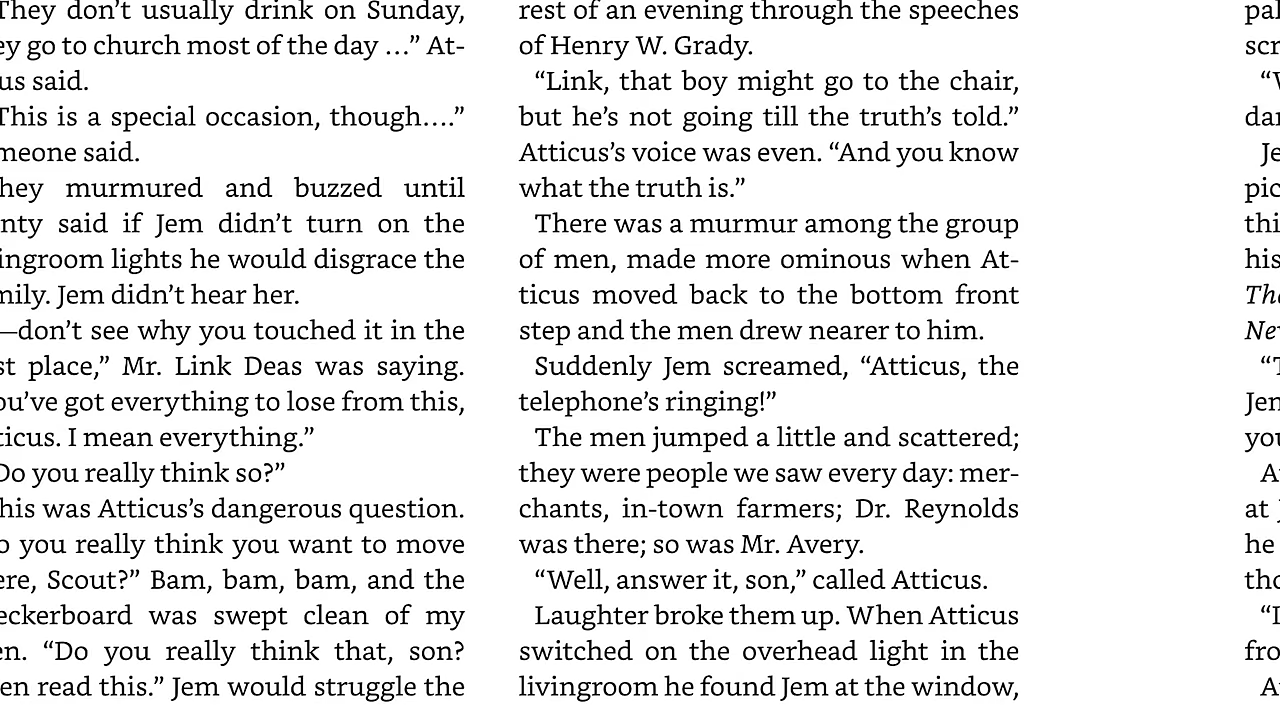 They don’t usually drink on Sunday,
ey go to church most of the day …” At-
us said.
This is a special occasion, though….”
meone said.
hey murmured and buzzed until
nty said if Jem didn’t turn on the
ingroom lights he would disgrace the
mily. Jem didn’t hear her.
—don’t see why you touched it in the
st place,” Mr. Link Deas was saying.
ou’ve got everything to lose from this,
ticus. I mean everything.”
Do you really think so?”
his was Atticus’s dangerous question.
o you really think you want to move
ere, Scout?” Bam, bam, bam, and the
eckerboard was swept clean of my
en. “Do you really think that, son?
en read this.” Jem would struggle the
rest of an evening through the speeches
of Henry W. Grady.
“Link, that boy might go to the chair,
but he’s not going till the truth’s told.”
Atticus’s voice was even. “And you know
what the truth is.”
There was a murmur among the group
of men, made more ominous when At-
ticus moved back to the bottom front
step and the men drew nearer to him.
Suddenly Jem screamed, “Atticus, the
telephone’s ringing!”
The men jumped a little and scattered;
they were people we saw every day: mer-
chants, in-town farmers; Dr. Reynolds
was there; so was Mr. Avery.
“Well, answer it, son,” called Atticus.
Laughter broke them up. When Atticus
switched on the overhead light in the
livingroom he found Jem at the window,
pal
scr
“W
dar
Je
pic
thi
his
The
Nev
“T
Jem
you
A
at J
he
tho
“I
fro
A